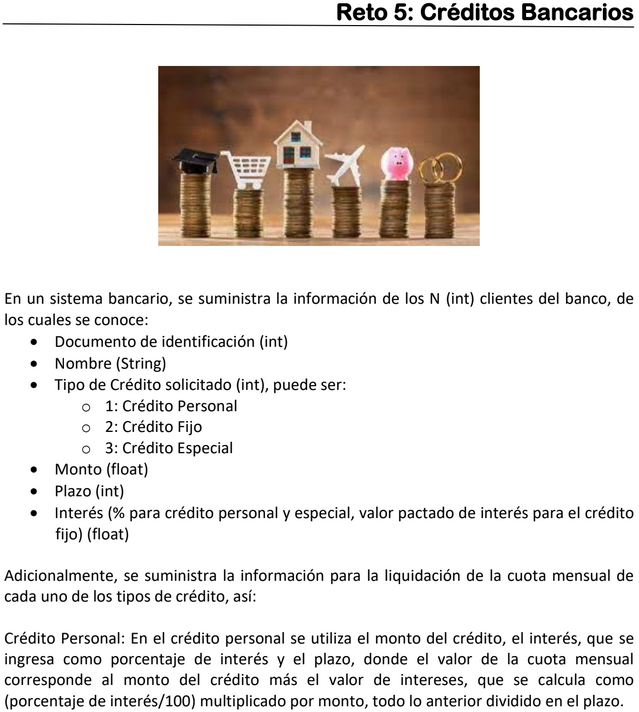 Reto 5: Créditos Bancarios
En un sistema bancario, se suministra la información de los N (int) clientes del banco, de
los cuales se conoce:
• Documento de identificación (int)
• Nombre (String)
• Tipo de Crédito solicitado (int), puede ser:
o 1: Crédito Personal
o 2: Crédito Fijo
o 3: Crédito Especial
• Monto (float)
• Plazo (int)
• Interés (% para crédito personal y especial, valor pactado de interés para el crédito
fijo) (float)
Adicionalmente, se suministra la información para la liquidación de la cuota mensual de
cada uno de los tipos de crédito, así:
Crédito Personal: En el crédito personal se utiliza el monto del crédito, el interés, que se
ingresa como porcentaje de interés y el plazo, donde el valor de la cuota mensual
corresponde al monto del crédito más el valor de intereses, que se calcula como
(porcentaje de interés/100) multiplicado por monto, todo lo anterior dividido en el plazo.